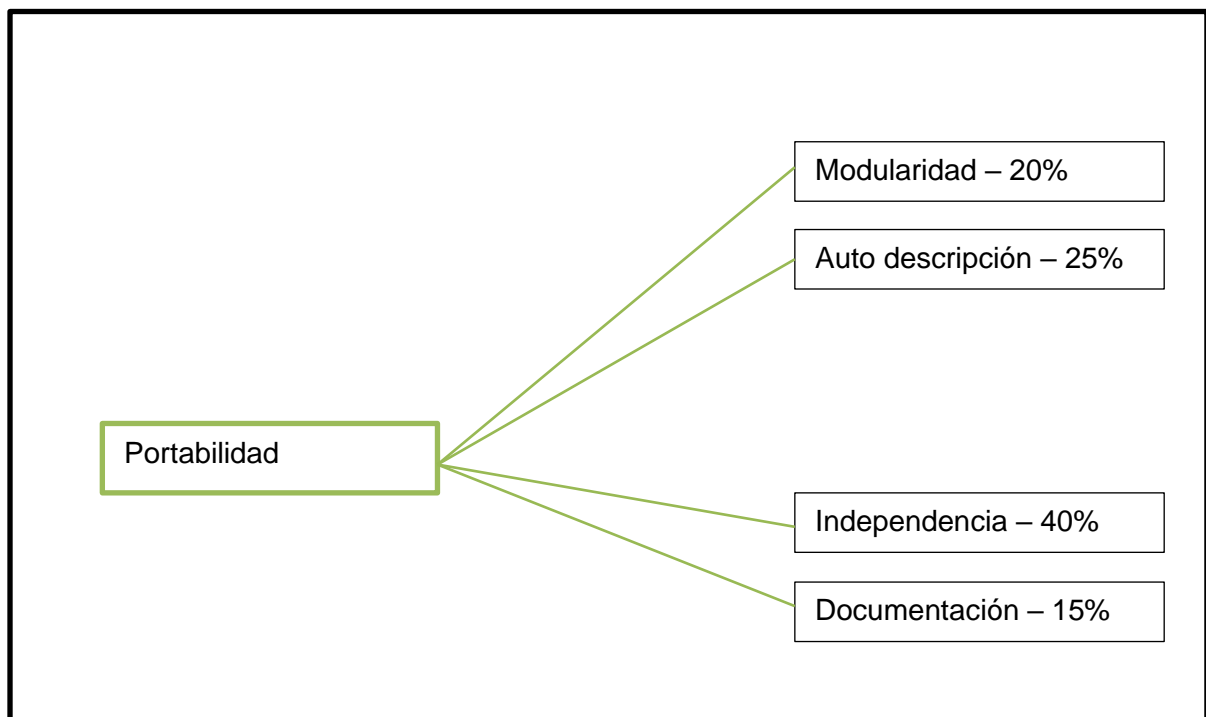 Modularidad – 20%
Auto descripción – 25%
Portabilidad
Independencia – 40%
Documentación – 15%